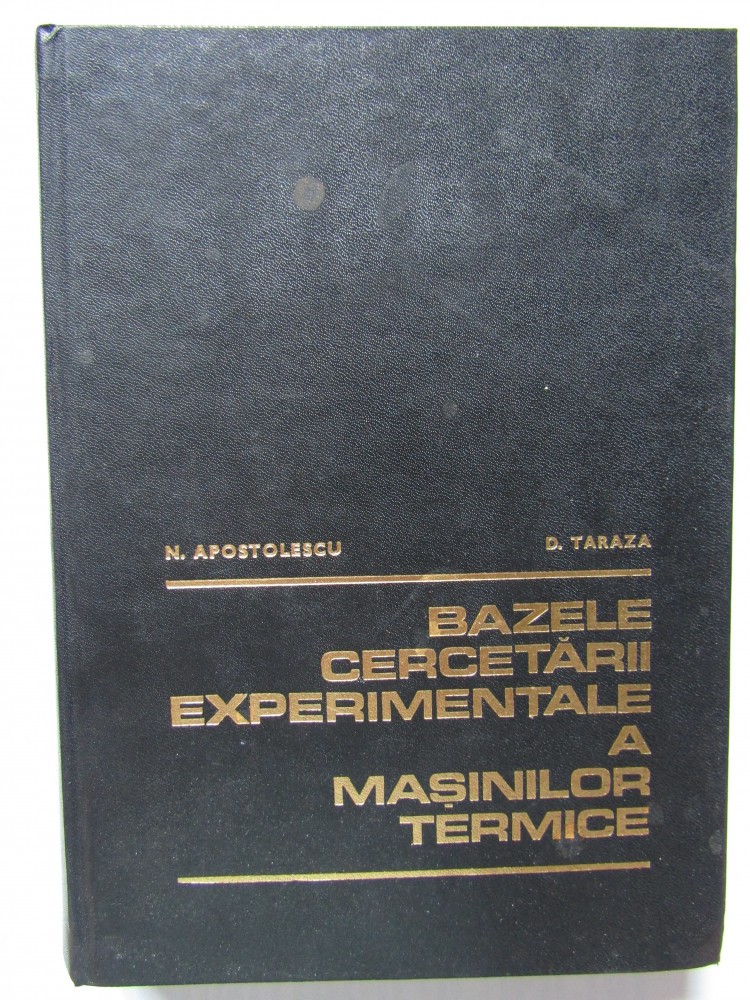 N. APOSTOLESCU D. TARAZA
BAZELE
CERCETĂRII
EXPERIMENTALE
A
MAȘINILOR
TERMICE